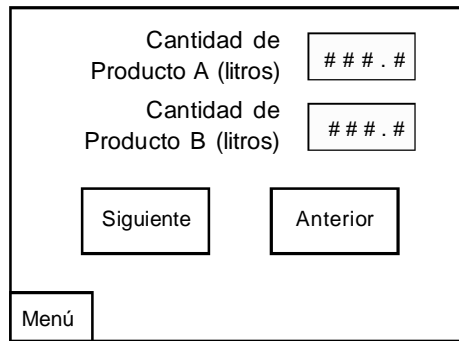 Cantidad de
Producto A (litros)
###.#
Cantidad de
Producto B (litros)
###.#
Siguiente
Anterior
Menú